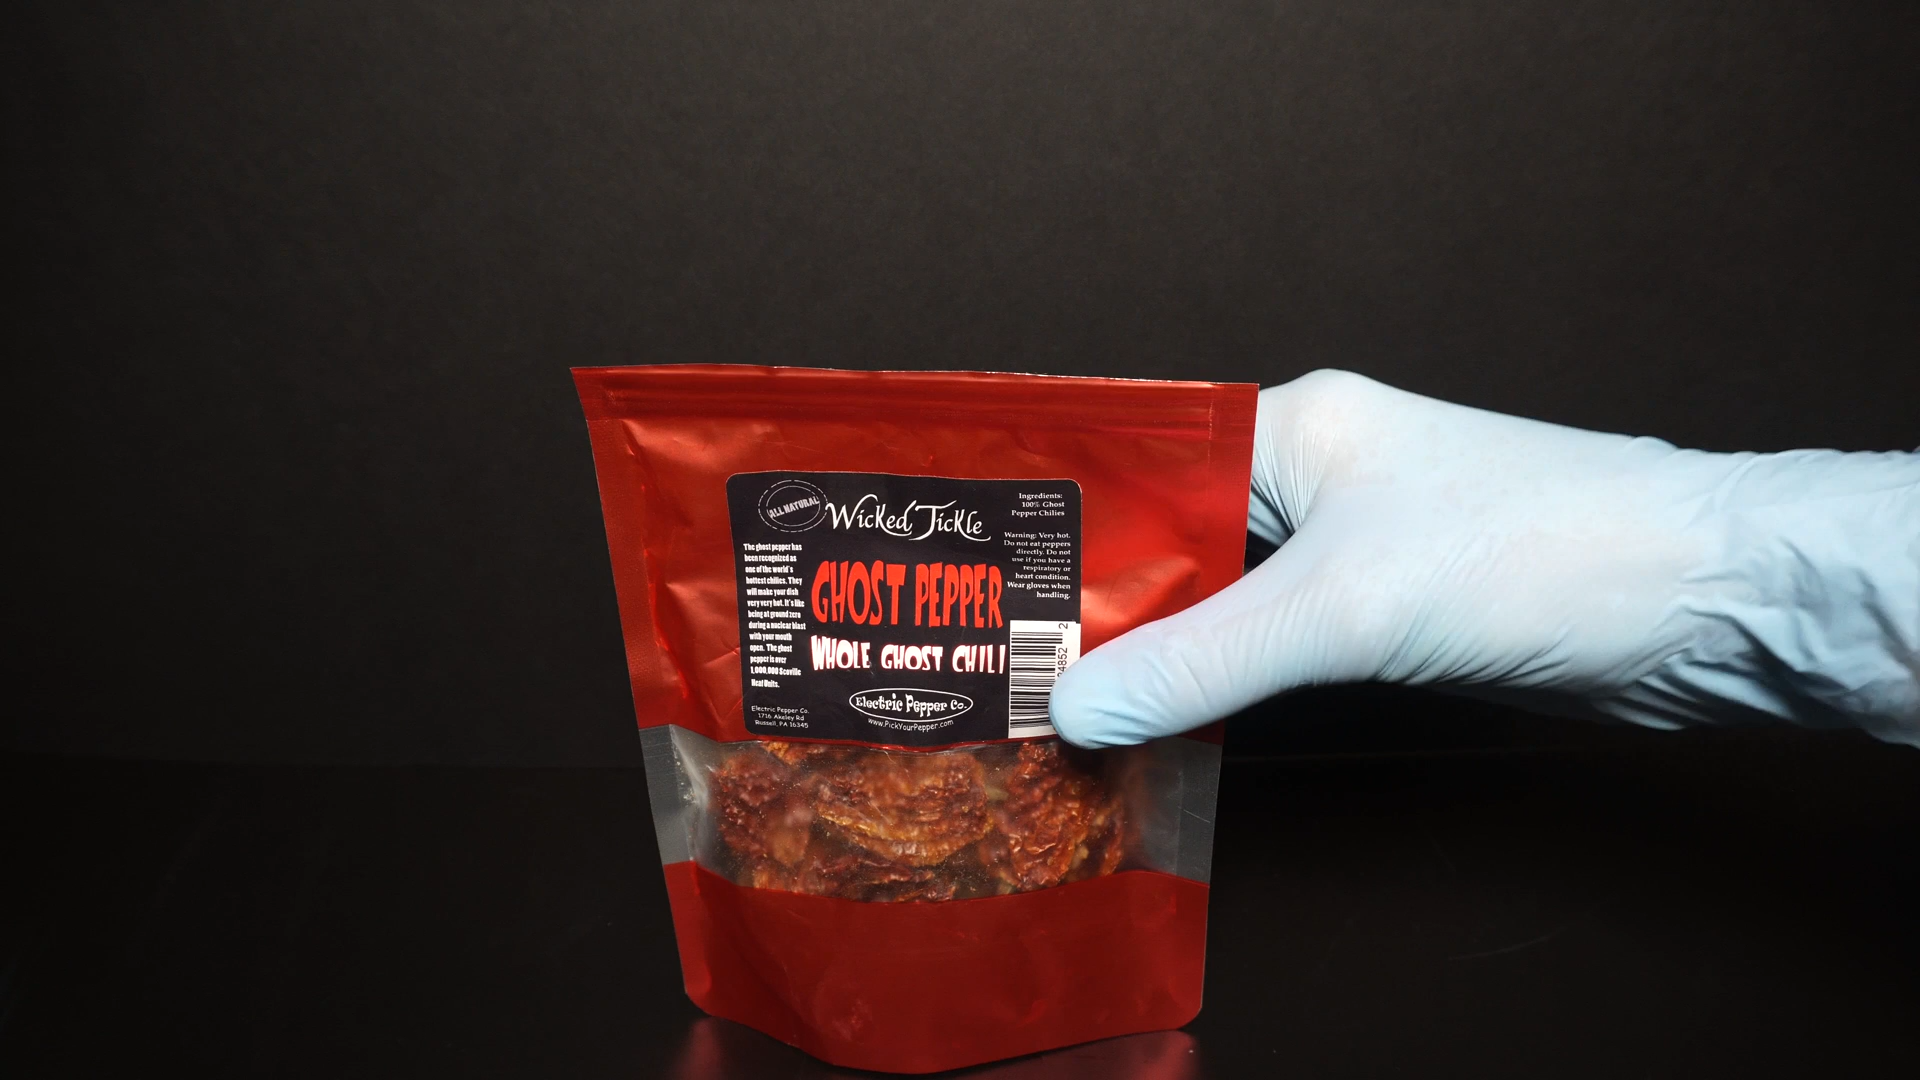 ALL NATURAL
Wicked Tickle
Ingredients:
100% Ghost
Pepper Chilies
Warning: Very hot.
Do not eat peppers
directly. Do not
use if you have a
respiratory or
heart condition.
Wear gloves when
handling.
The ghost pepper has
been recognized as
one of the world's
hottest chilies. They
will make your dish
very very hot. It's like
being at ground zero
during a nuclear blast
with your mouth
open. The ghost
pepper is over
1,000,000 Scoville
Heat Units.
GHOST PEPPER
WHOLE GHOST CHILI
Electric Pepper Co.
www.PickYourPepper.com
Electric Pepper Co.
1716 Akeley Rd
Russell, PA 16345
24852 2